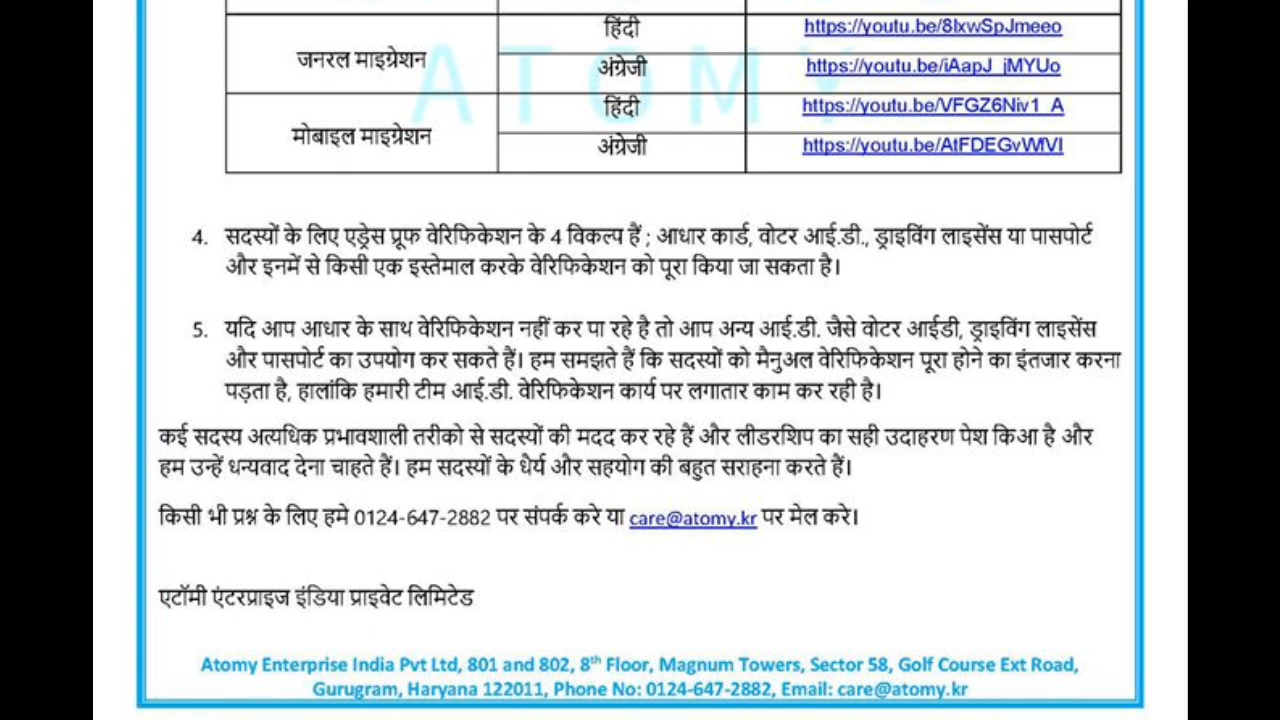 जनरल माइग्रेशन
हिंदी
https://youtu.be/8lxwSpJmeeo
अंग्रेजी
https://youtu.be/iAapJ_jMYUo
मोबाइल माइग्रेशन
हिंदी
https://youtu.be/VFGZ6Niv1_A
अंग्रेजी
https://youtu.be/AtFDEGvWfVI
ATOMY
4. सदस्यों के लिए एड्रेस प्रूफ वेरिफिकेशन के 4 विकल्प हैं ; आधार कार्ड, वोटर आई.डी., ड्राइविंग लाइसेंस या पासपोर्ट
और इनमें से किसी एक इस्तेमाल करके वेरिफिकेशन को पूरा किया जा सकता है।
5. यदि आप आधार के साथ वेरिफिकेशन नहीं कर पा रहे है तो आप अन्य आई.डी. जैसे वोटर आईडी, ड्राइविंग लाइसेंस
और पासपोर्ट का उपयोग कर सकते हैं। हम समझते हैं कि सदस्यों को मैनुअल वेरिफिकेशन पूरा होने का इंतजार करना
पड़ता है, हालांकि हमारी टीम आई.डी. वेरिफिकेशन कार्य पर लगातार काम कर रही है।
कई सदस्य अत्यधिक प्रभावशाली तरीको से सदस्यों की मदद कर रहे हैं और लीडरशिप का सही उदाहरण पेश किआ है और
हम उन्हें धन्यवाद देना चाहते हैं। हम सदस्यों के धैर्य और सहयोग की बहुत सराहना करते हैं।
किसी भी प्रश्न के लिए हमे 0124-647-2882 पर संपर्क करे या care@atomy.kr पर मेल करे।
एटॉमी एंटरप्राइज इंडिया प्राइवेट लिमिटेड
Atomy Enterprise India Pvt Ltd, 801 and 802, 8th Floor, Magnum Towers, Sector 58, Golf Course Ext Road,
Gurugram, Haryana 122011, Phone No: 0124-647-2882, Email: care@atomy.kr